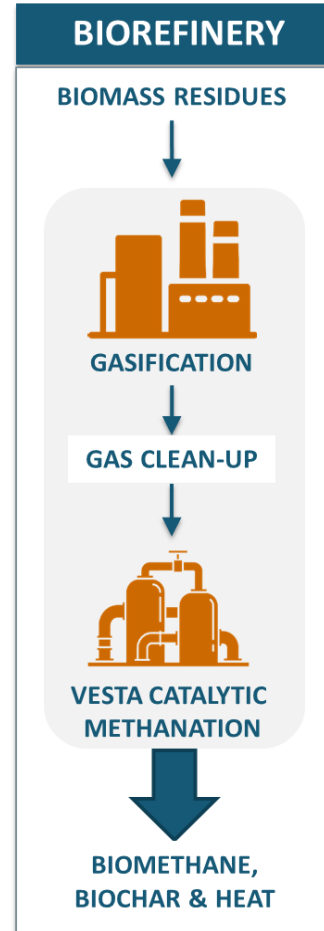 BIOREFINERY
BIOMASS RESIDUES
GASIFICATION
GAS CLEAN-UP
VESTA CATALYTIC
METHANATION
BIOMETHANE,
BIOCHAR & HEAT